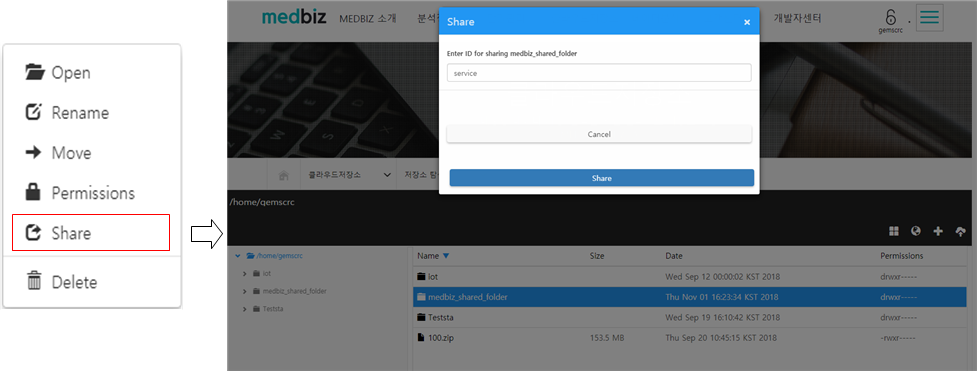 Open
Rename
Move
Permissions
Share
Delete
medbiz MEDBIZ 소개 개발자센터
gemscrc
Share ×
Enter ID for sharing medbiz_shared_folder
service
Cancel
Share
클라우드저장소 저장소
/home/gemscrc
/home/gemscrc
iot
medbiz_shared_folder
Teststa
Name Size Date Permissions
iot Wed Sep 12 00:00:02 KST 2018 drwxr-----
medbiz_shared_folder Thu Nov 01 16:23:34 KST 2018 drwxr-----
Teststa Wed Sep 19 16:10:42 KST 2018 drwxr-----
100.zip 153.5 MB Thu Sep 20 10:45:15 KST 2018 -rwxr-----